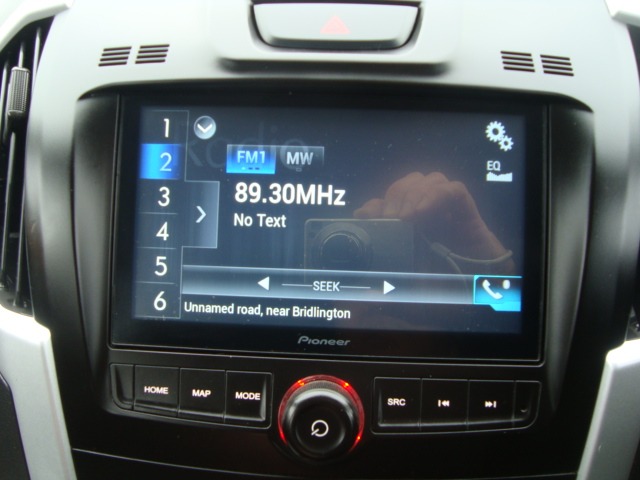 1
2
3
4
5
6
Radio
FM1 MW
EQ
89.30MHz
No Text
SEEK
Unnamed road, near Bridlington
Pioneer
HOME MAP MODE
SRC